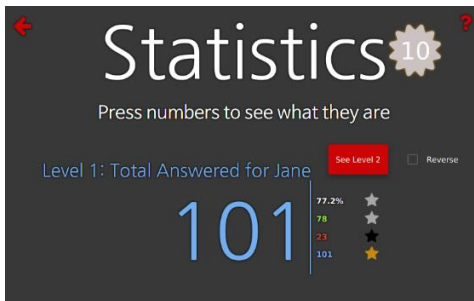 Statistics
10
?
Press numbers to see what they are
See Level 2
Reverse
Level 1: Total Answered for Jane
101
77.2%
78
23
101